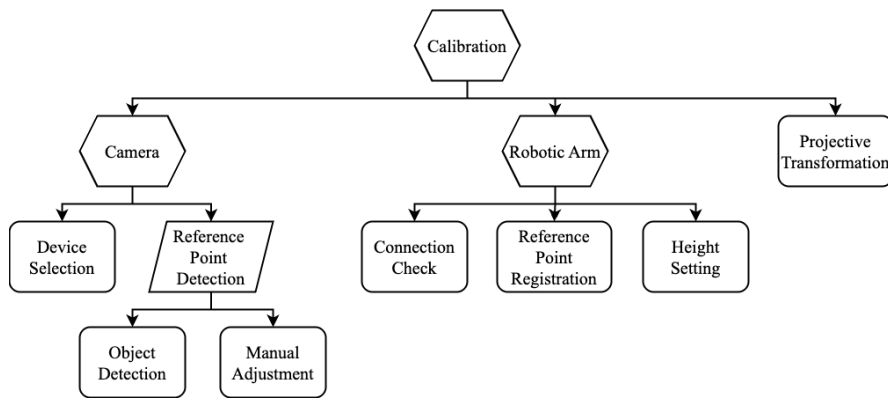 Calibration
Camera
Robotic Arm
Projective
Transformation
Device
Selection
Reference
Point
Detection
Connection
Check
Reference
Point
Registration
Height
Setting
Object
Detection
Manual
Adjustment